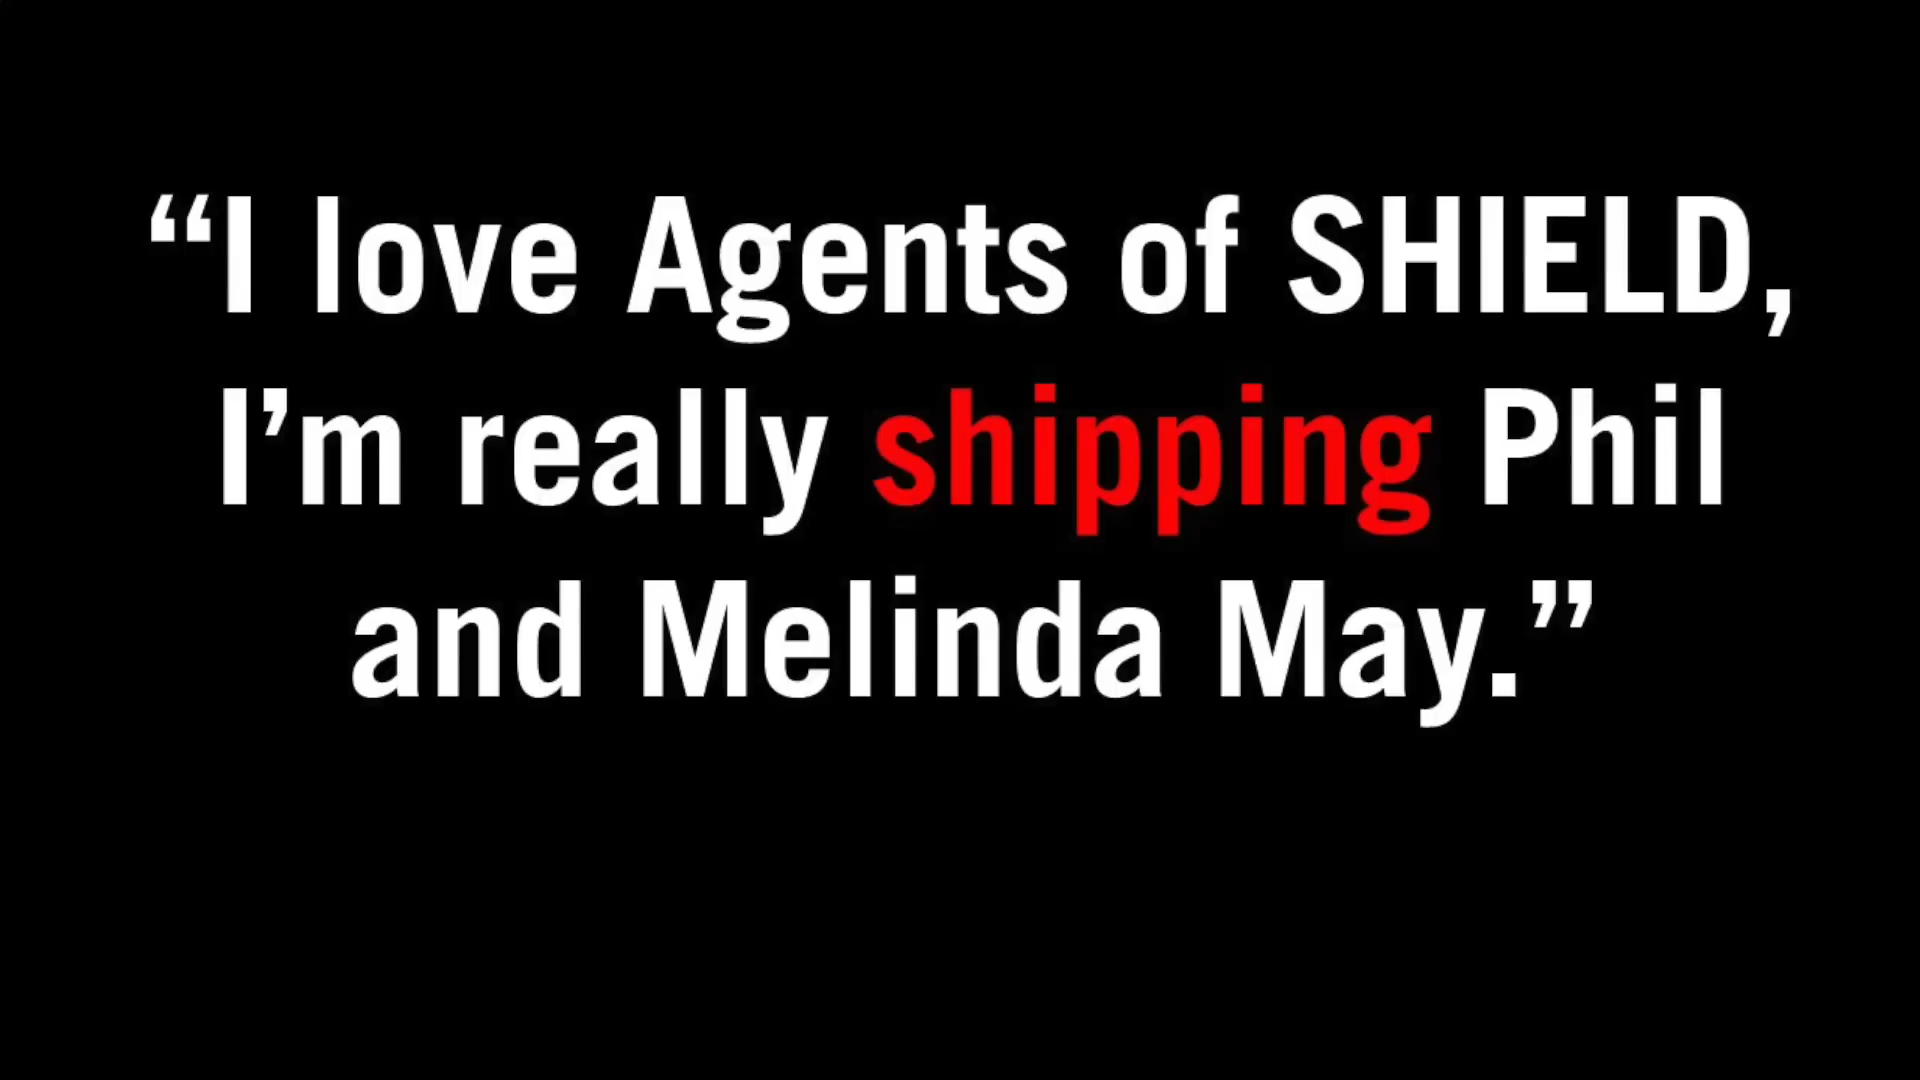 “I love Agents of SHIELD,
I’m really shipping Phil
and Melinda May.”